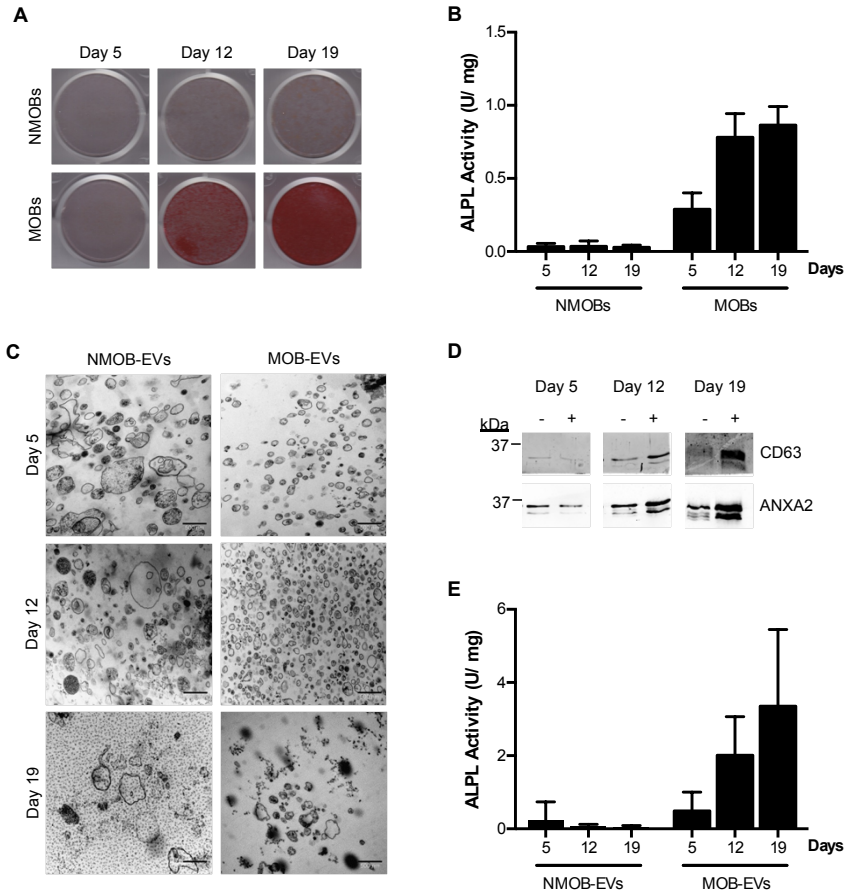 A
Day 5 Day 12 Day 19
NMOBs
MOBs
B
ALPL Activity (U/ mg)
1.5
1.0
0.5
0.0
5 12 19 5 12 19 Days
NMOBs MOBs
C
NMOB-EVs MOB-EVs
Day 5
Day 12
Day 19
D
Day 5 Day 12 Day 19
kDa - + - + - +
37 CD63
37 ANXA2
E
ALPL Activity (U/ mg)
6
4
2
0
5 12 19 5 12 19 Days
NMOB-EVs MOB-EVs